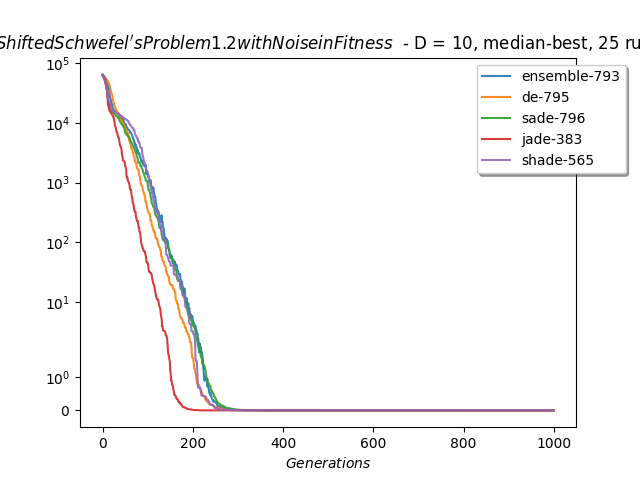 ShiftedSchwefel'sProblem1.2withNoiseinFitness - D = 10, median-best, 25 ru
10^5
10^4
10^3
10^2
10^1
10^0
0
ensemble-793
de-795
sade-796
jade-383
shade-565
0 200 400 600 800 1000
Generations